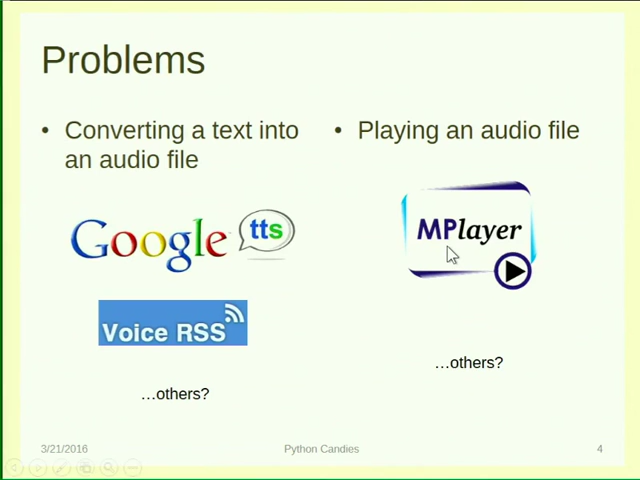 Problems
• Converting a text into
an audio file
Google tts
Voice RSS
…others?
• Playing an audio file
MPlayer
…others?
3/21/2016
Python Candies
4